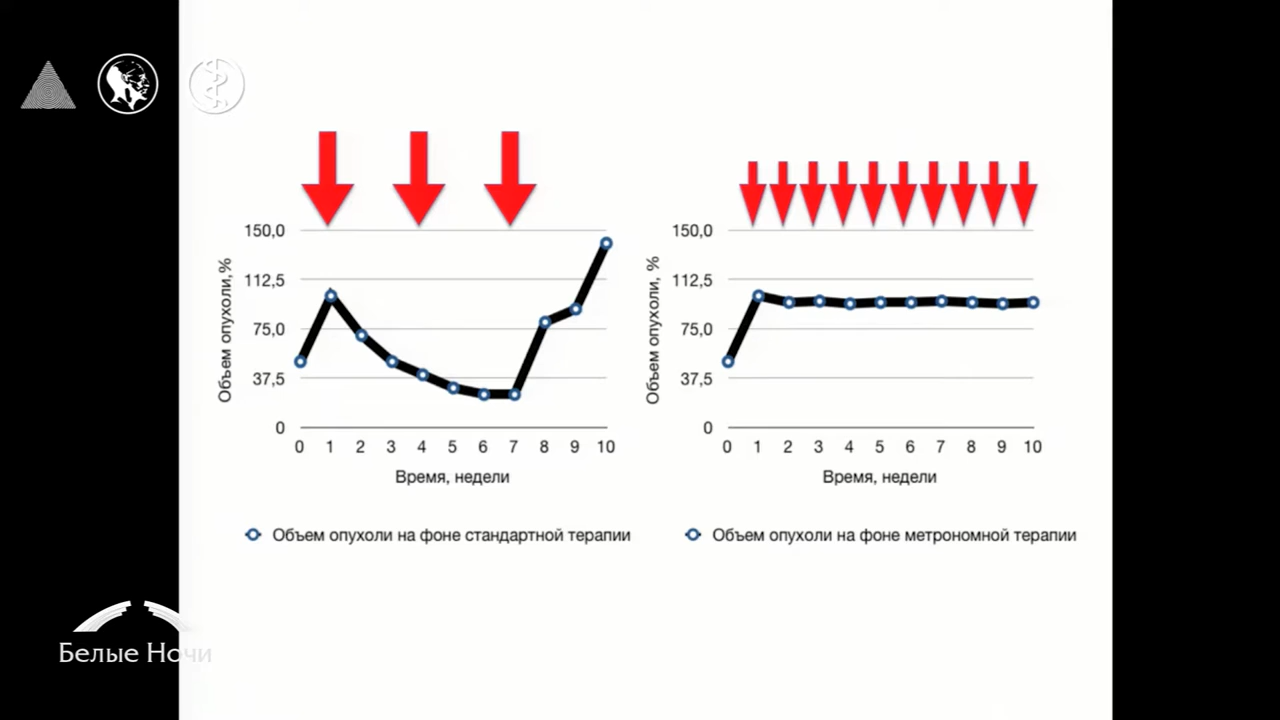 150,0
112,5
75,0
37,5
0
Объем опухоли, %
0 1 2 3 4 5 6 7 8 9 10
Время, недели
Объем опухоли на фоне стандартной терапии
150,0
112,5
75,0
37,5
0
Объем опухоли, %
0 1 2 3 4 5 6 7 8 9 10
Время, недели
Объем опухоли на фоне метрономной терапии
Белые Ночи